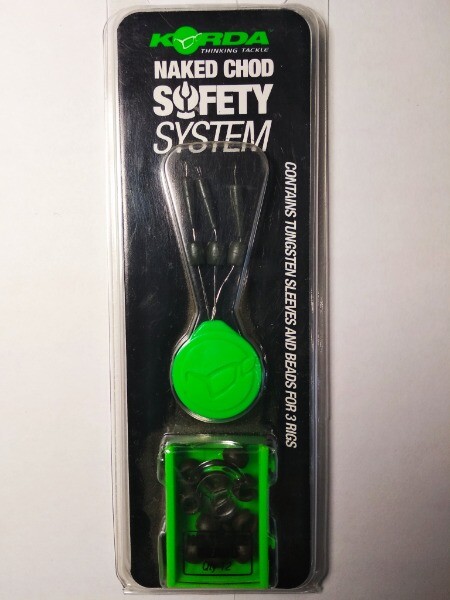 KORDA
THINKING TACKLE
NAKED CHOD
SAFETY
SYSTEM
CONTAINS TUNGSTEN SLEEVES AND BEADS FOR 3 RIGS